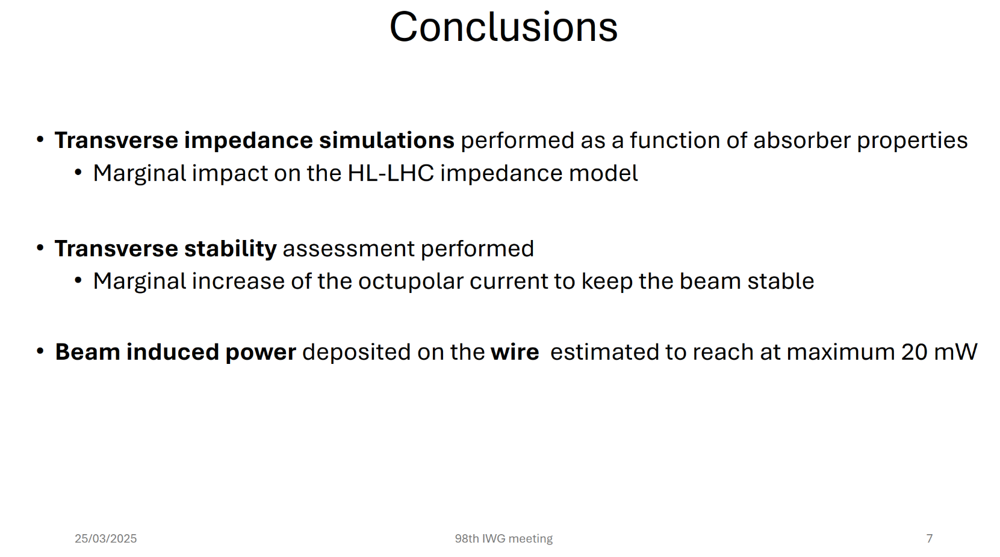 Conclusions
• Transverse impedance simulations performed as a function of absorber properties
• Marginal impact on the HL-LHC impedance model
• Transverse stability assessment performed
• Marginal increase of the octupolar current to keep the beam stable
• Beam induced power deposited on the wire  estimated to reach at maximum 20 mW
25/03/2025
98th IWG meeting
7